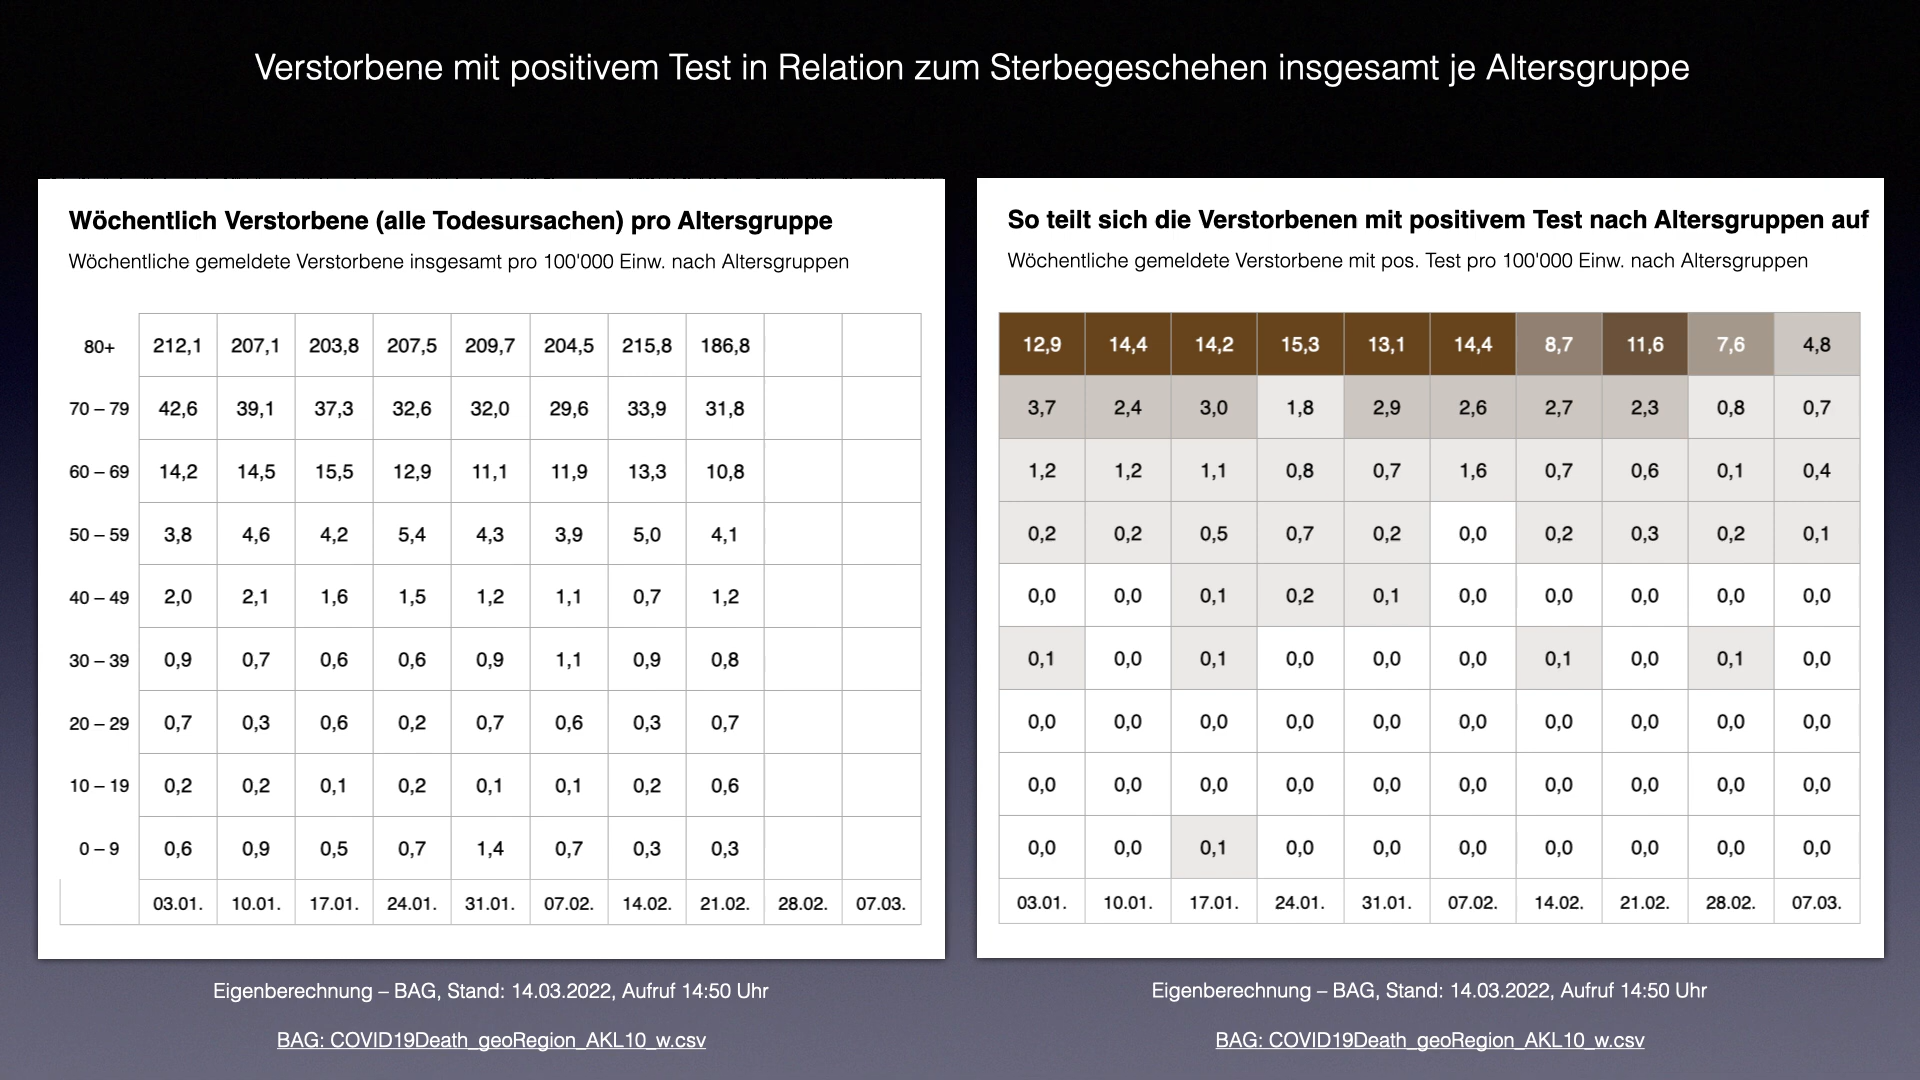 Verstorbene mit positivem Test in Relation zum Sterbegeschehen insgesamt je Altersgruppe
Wöchentlich Verstorbene (alle Todesursachen) pro Altersgruppe
Wöchentliche gemeldete Verstorbene insgesamt pro 100'000 Einw. nach Altersgruppen
80+ 212,1 207,1 203,8 207,5 209,7 204,5 215,8 186,8
70 – 79 42,6 39,1 37,3 32,6 32,0 29,6 33,9 31,8
60 – 69 14,2 14,5 15,5 12,9 11,1 11,9 13,3 10,8
50 – 59 3,8 4,6 4,2 5,4 4,3 3,9 5,0 4,1
40 – 49 2,0 2,1 1,6 1,5 1,2 1,1 0,7 1,2
30 – 39 0,9 0,7 0,6 0,6 0,9 1,1 0,9 0,8
20 – 29 0,7 0,3 0,6 0,2 0,7 0,6 0,3 0,7
10 – 19 0,2 0,2 0,1 0,2 0,1 0,1 0,2 0,6
0 – 9 0,6 0,9 0,5 0,7 1,4 0,7 0,3 0,3
03.01. 10.01. 17.01. 24.01. 31.01. 07.02. 14.02. 21.02. 28.02. 07.03.
Eigenberechnung – BAG, Stand: 14.03.2022, Aufruf 14:50 Uhr
BAG: COVID19Death_geoRegion_AKL10_w.csv
So teilt sich die Verstorbenen mit positivem Test nach Altersgruppen auf
Wöchentliche gemeldete Verstorbene mit pos. Test pro 100'000 Einw. nach Altersgruppen
12,9 14,4 14,2 15,3 13,1 14,4 8,7 11,6 7,6 4,8
3,7 2,4 3,0 1,8 2,9 2,6 2,7 2,3 0,8 0,7
1,2 1,2 1,1 0,8 0,7 1,6 0,7 0,6 0,1 0,4
0,2 0,2 0,5 0,7 0,2 0,0 0,2 0,3 0,2 0,1
0,0 0,0 0,1 0,2 0,1 0,0 0,0 0,0 0,0 0,0
0,1 0,0 0,1 0,0 0,0 0,0 0,1 0,0 0,1 0,0
0,0 0,0 0,0 0,0 0,0 0,0 0,0 0,0 0,0 0,0
0,0 0,0 0,0 0,0 0,0 0,0 0,0 0,0 0,0 0,0
0,0 0,0 0,1 0,0 0,0 0,0 0,0 0,0 0,0 0,0
03.01. 10.01. 17.01. 24.01. 31.01. 07.02. 14.02. 21.02. 28.02. 07.03.
Eigenberechnung – BAG, Stand: 14.03.2022, Aufruf 14:50 Uhr
BAG: COVID19Death_geoRegion_AKL10_w.csv